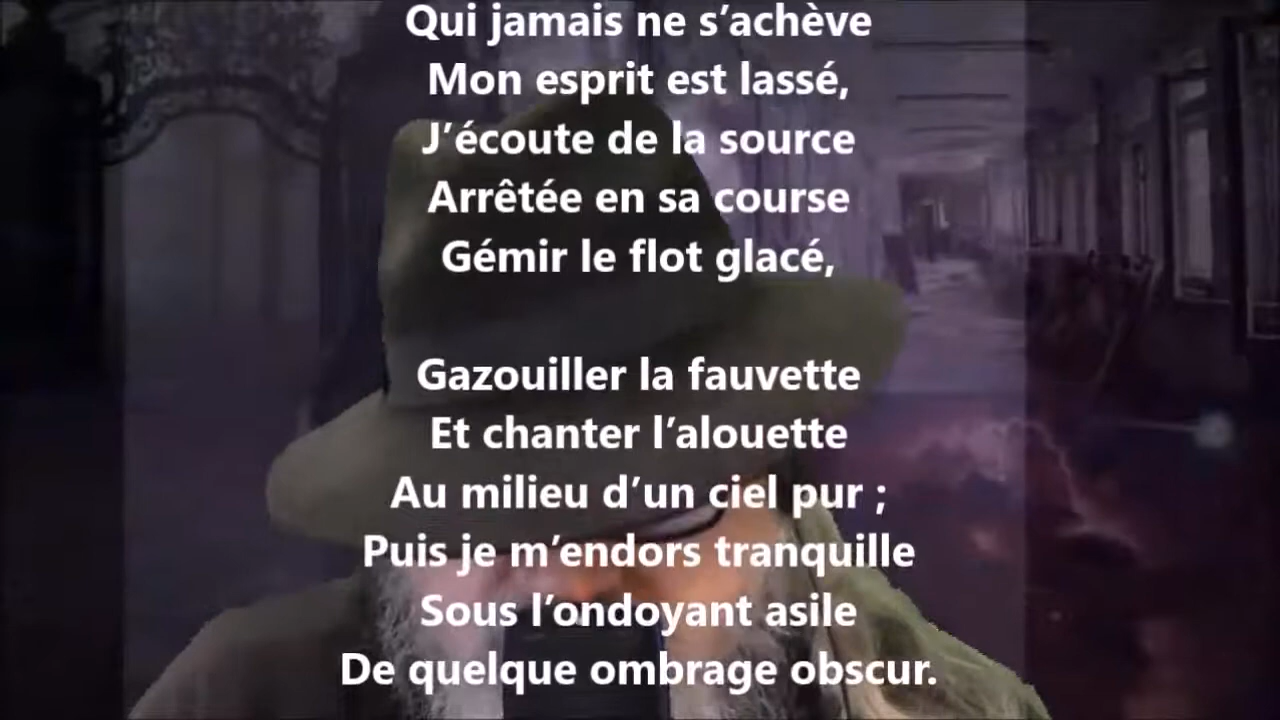 Qui jamais ne s’achève
Mon esprit est lassé,
J’écoute de la source
Arrêtée en sa course
Gémir le flot glacé,
Gazouiller la fauvette
Et chanter l’alouette
Au milieu d’un ciel pur ;
Puis je m’endors tranquille
Sous l’ondoyant asile
De quelque ombrage obscur.